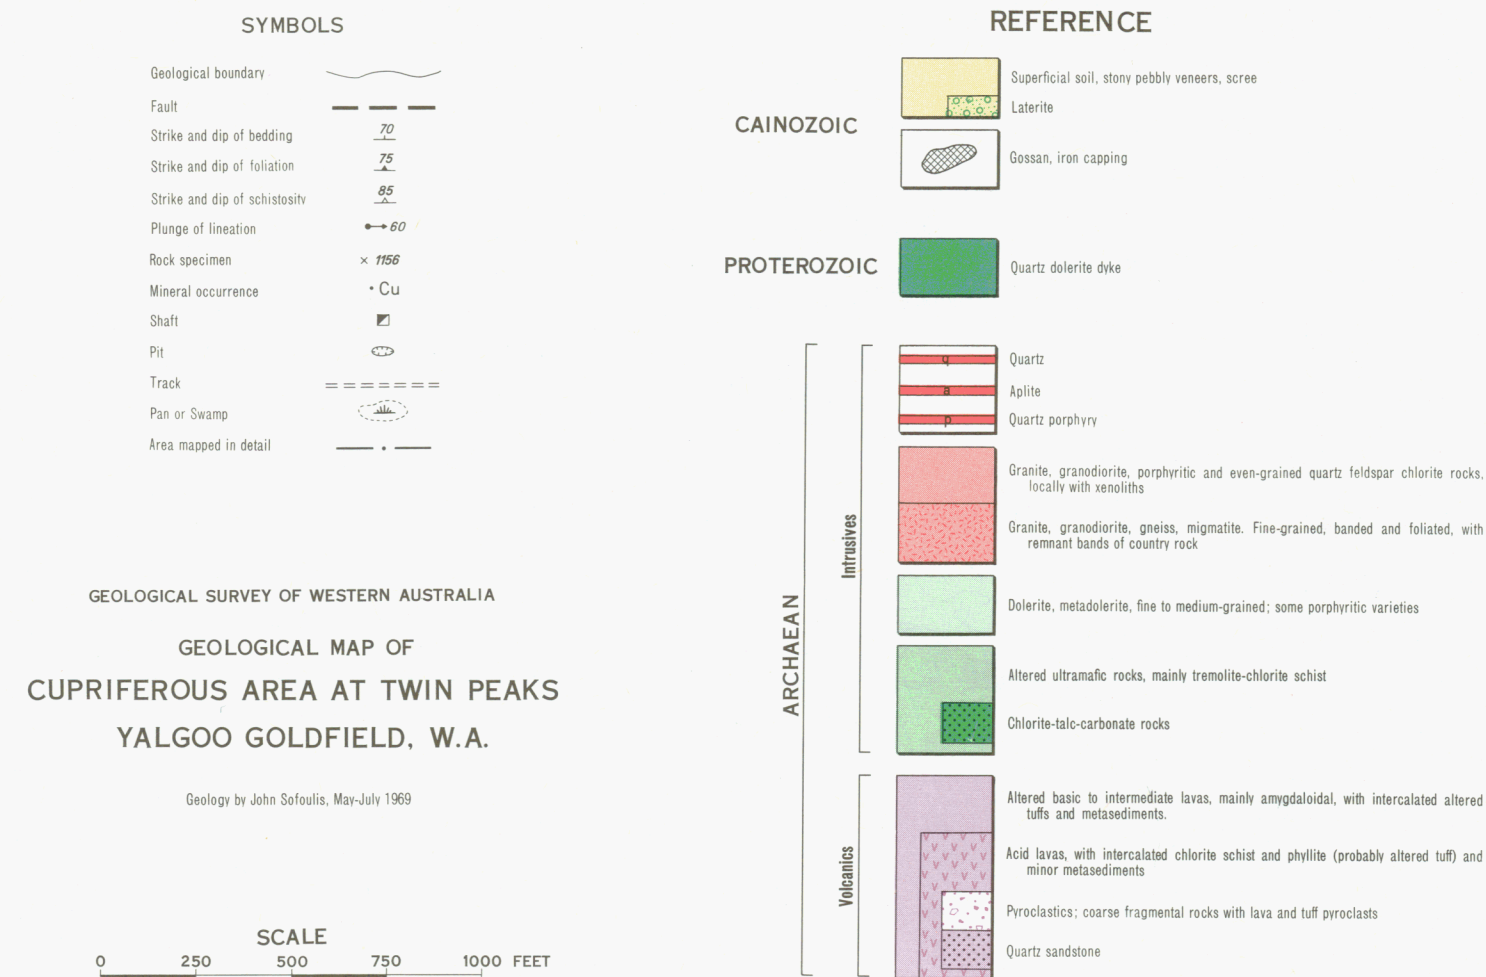 SYMBOLS
Geological boundary
Fault
Strike and dip of bedding 70
Strike and dip of foliation 75
Strike and dip of schistosity 85
Plunge of lineation 60
Rock specimen × 1156
Mineral occurrence • Cu
Shaft
Pit
Track
Pan or Swamp
Area mapped in detail
GEOLOGICAL SURVEY OF WESTERN AUSTRALIA
GEOLOGICAL MAP OF
CUPRIFEROUS AREA AT TWIN PEAKS
YALGOO GOLDFIELD, W.A.
Geology by John Sofoulis, May-July 1969
SCALE
0 250 500 750 1000 FEET
REFERENCE
CAINOZOIC
Superficial soil, stony pebbly veneers, scree
Laterite
Gossan, iron capping
PROTEROZOIC
Quartz dolerite dyke
ARCHAEAN
Intrusives
q Quartz
a Aplite
p Quartz porphyry
Granite, granodiorite, porphyritic and even-grained quartz feldspar chlorite rocks,
locally with xenoliths
Granite, granodiorite, gneiss, migmatite. Fine-grained, banded and foliated, with
remnant bands of country rock
Dolerite, metadolerite, fine to medium-grained; some porphyritic varieties
Altered ultramafic rocks, mainly tremolite-chlorite schist
Chlorite-talc-carbonate rocks
Volcanics
Altered basic to intermediate lavas, mainly amygdaloidal, with intercalated altered
tuffs and metasediments.
Acid lavas, with intercalated chlorite schist and phyllite (probably altered tuff) and
minor metasediments
Pyroclastics; coarse fragmental rocks with lava and tuff pyroclasts
Quartz sandstone